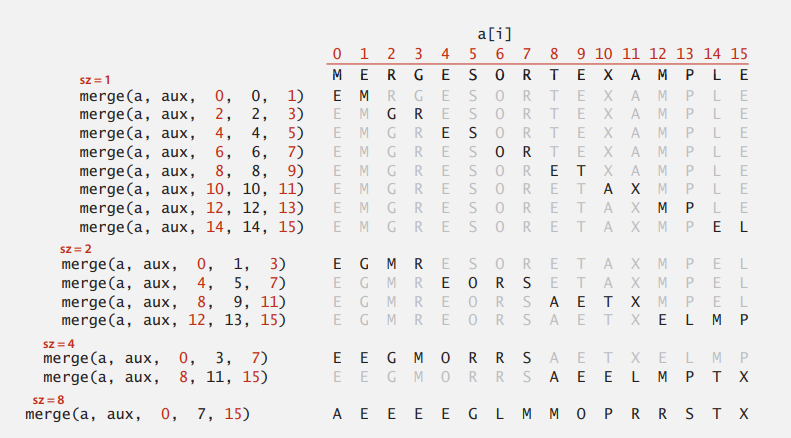 a[i]
0 1 2 3 4 5 6 7 8 9 10 11 12 13 14 15
M E R G E S O R T E X A M P L E
sz = 1
merge(a, aux, 0, 0, 1) E M R G E S O R T E X A M P L E
merge(a, aux, 2, 2, 3) E M G R E S O R T E X A M P L E
merge(a, aux, 4, 4, 5) E M G R E S O R T E X A M P L E
merge(a, aux, 6, 6, 7) E M G R E S O R T E X A M P L E
merge(a, aux, 8, 8, 9) E M G R E S O R E T X A M P L E
merge(a, aux, 10, 10, 11) E M G R E S O R E T A X M P L E
merge(a, aux, 12, 12, 13) E M G R E S O R E T A X M P L E
merge(a, aux, 14, 14, 15) E M G R E S O R E T A X M P E L
sz = 2
merge(a, aux, 0, 1, 3) E G M R E S O R E T A X M P E L
merge(a, aux, 4, 5, 7) E G M R E O R S E T A X M P E L
merge(a, aux, 8, 9, 11) E G M R E O R S A E T X M P E L
merge(a, aux, 12, 13, 15) E G M R E O R S A E T X E L M P
sz = 4
merge(a, aux, 0, 3, 7) E E G M O R R S A E T X E L M P
merge(a, aux, 8, 11, 15) E E G M O R R S A E E L M P T X
sz = 8
merge(a, aux, 0, 7, 15) A E E E E G L M M O P R R S T X